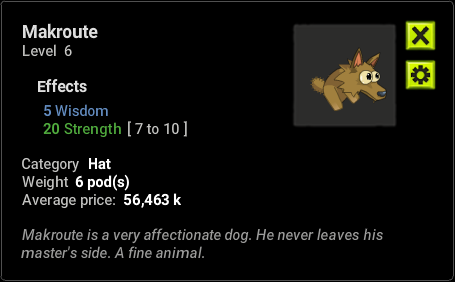 Makroute
Level 6
Effects
5 Wisdom
20 Strength [ 7 to 10 ]
Category Hat
Weight 6 pod(s)
Average price: 56,463 k
Makroute is a very affectionate dog. He never leaves his
master's side. A fine animal.